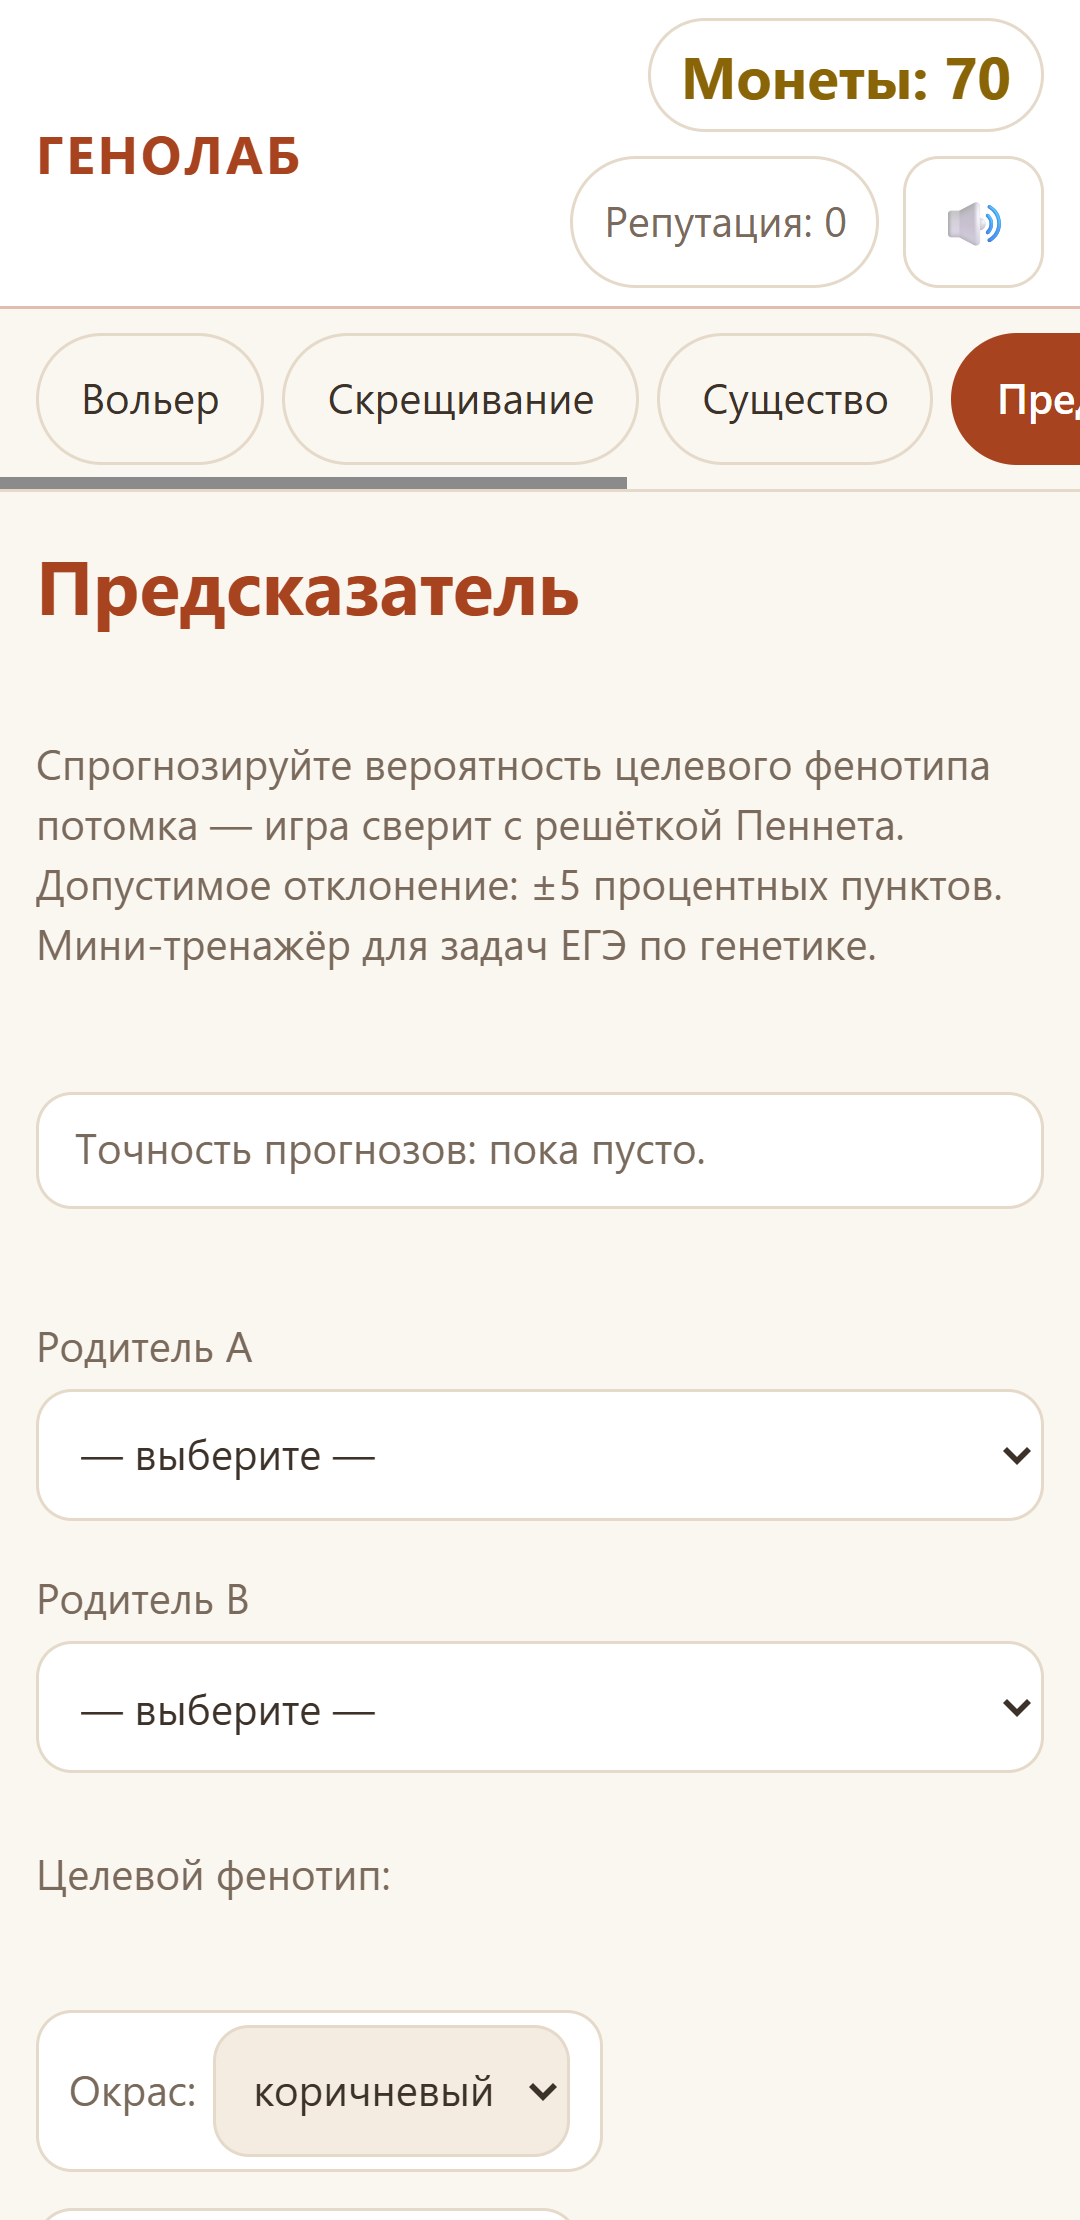 ГЕНОЛАБ
Монеты: 70
Репутация: 0
Вольер
Скрещивание
Существо
Предсказатель
Спрогнозируйте вероятность целевого фенотипа
потомка — игра сверит с решёткой Пеннета.
Допустимое отклонение: ±5 процентных пунктов.
Мини-тренажёр для задач ЕГЭ по генетике.
Точность прогнозов: пока пусто.
Родитель A
— выберите —
Родитель B
— выберите —
Целевой фенотип:
Окрас: коричневый